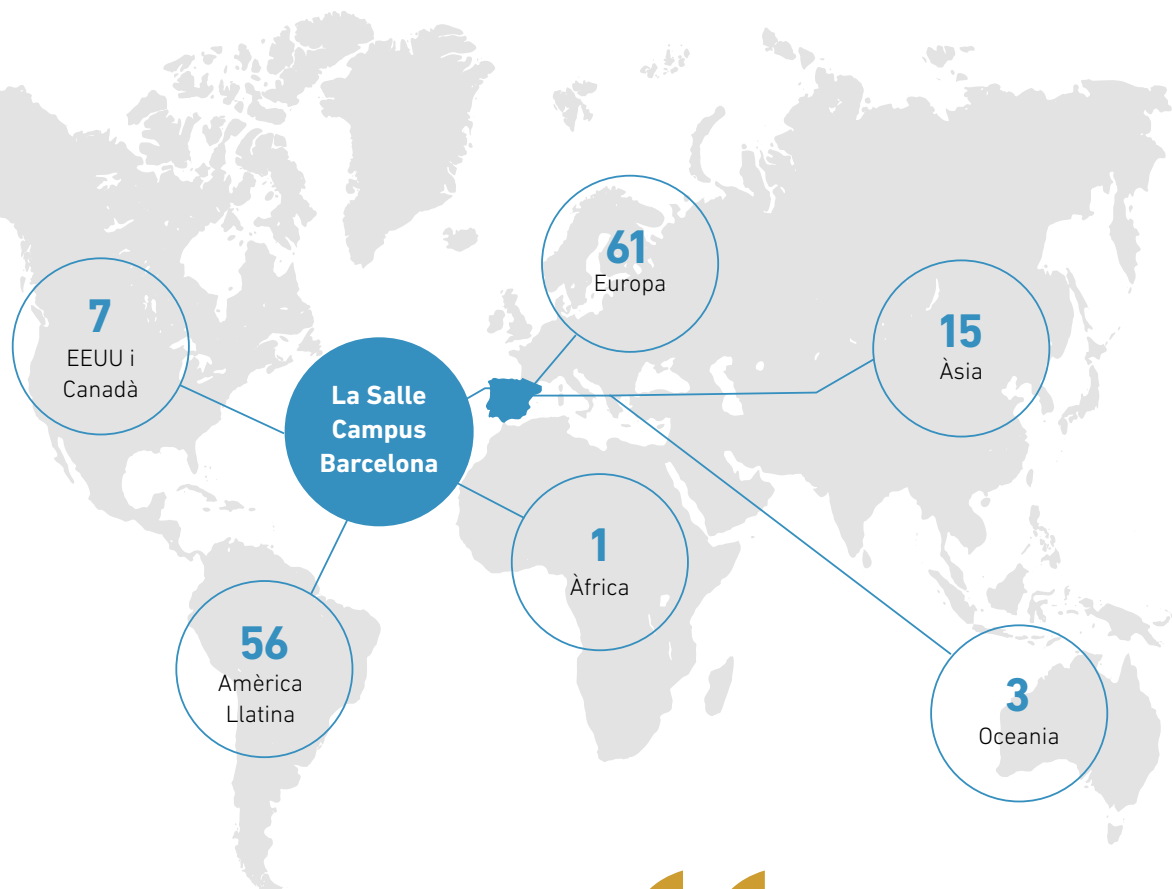 61
Europa
7
EEUU i
Canadà
15
Àsia
La Salle
Campus
Barcelona
1
Àfrica
56
Amèrica
Llatina
3
Oceania